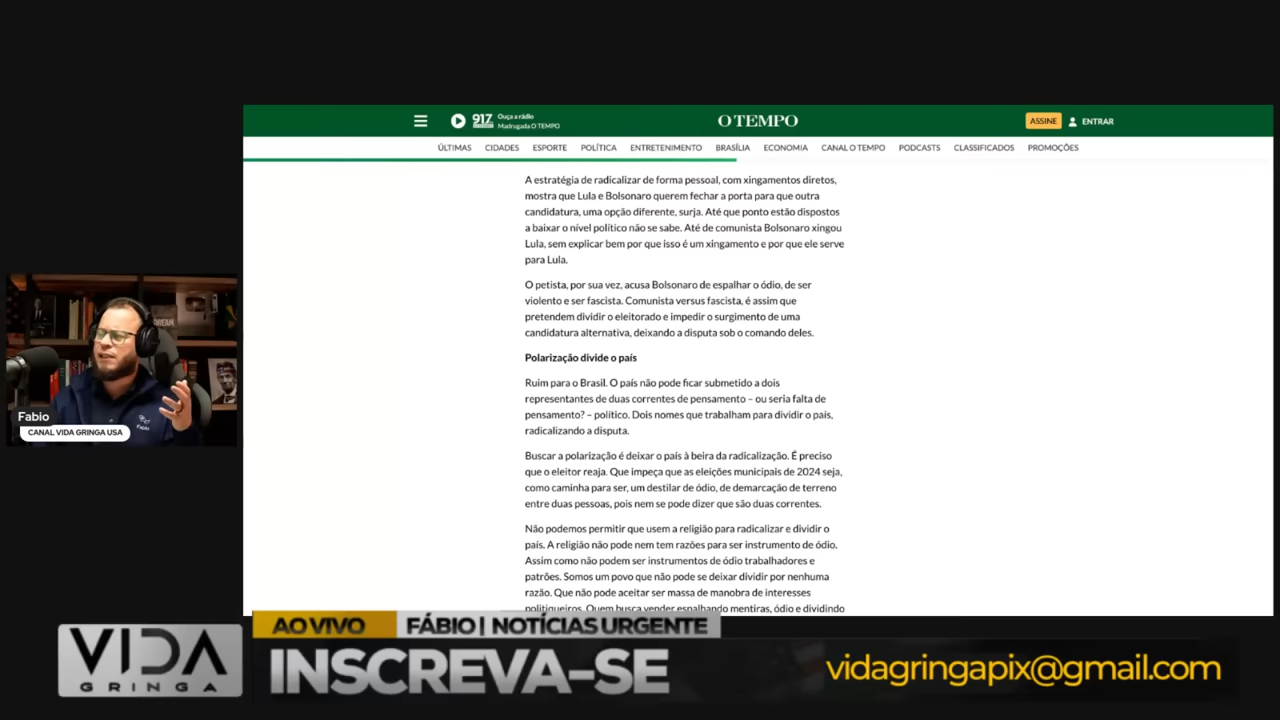 917
Ouça a rádio
Madrugada O TEMPO
O TEMPO
ASSINE
ENTRAR
ÚLTIMAS CIDADES ESPORTE POLÍTICA ENTRETENIMENTO BRASÍLIA ECONOMIA CANAL O TEMPO PODCASTS CLASSIFICADOS PROMOÇÕES
A estratégia de radicalizar de forma pessoal, com xingamentos diretos,
mostra que Lula e Bolsonaro querem fechar a porta para que outra
candidatura, uma opção diferente, surja. Até que ponto estão dispostos
a baixar o nível político não se sabe. Até de comunista Bolsonaro xingou
Lula, sem explicar bem por que isso é um xingamento e por que ele serve
para Lula.
O petista, por sua vez, acusa Bolsonaro de espalhar o ódio, de ser
violento e ser fascista. Comunista versus fascista, é assim que
pretendem dividir o eleitorado e impedir o surgimento de uma
candidatura alternativa, deixando a disputa sob o comando deles.
Polarização divide o país
Ruim para o Brasil. O país não pode ficar submetido a dois
representantes de duas correntes de pensamento – ou seria falta de
pensamento? – político. Dois nomes que trabalham para dividir o país,
radicalizando a disputa.
Buscar a polarização é deixar o país à beira da radicalização. É preciso
que o eleitor reaja. Que impeça que as eleições municipais de 2024 seja,
como caminha para ser, um destilar de ódio, de demarcação de terreno
entre duas pessoas, pois nem se pode dizer que são duas correntes.
Não podemos permitir que usem a religião para radicalizar e dividir o
país. A religião não pode nem tem razões para ser instrumento de ódio.
Assim como não podem ser instrumentos de ódio trabalhadores e
patrões. Somos um povo que não pode se deixar dividir por nenhuma
razão. Que não pode aceitar ser massa de manobra de interesses
politiqueiros. Quem busca vender espalhando mentiras, ódio e dividindo
Fabio
CANAL VIDA GRINGA USA
AO VIVO
FÁBIO | NOTÍCIAS URGENTE
VIDA
GRINGA
INSCREVA-SE
vidagringapix@gmail.com